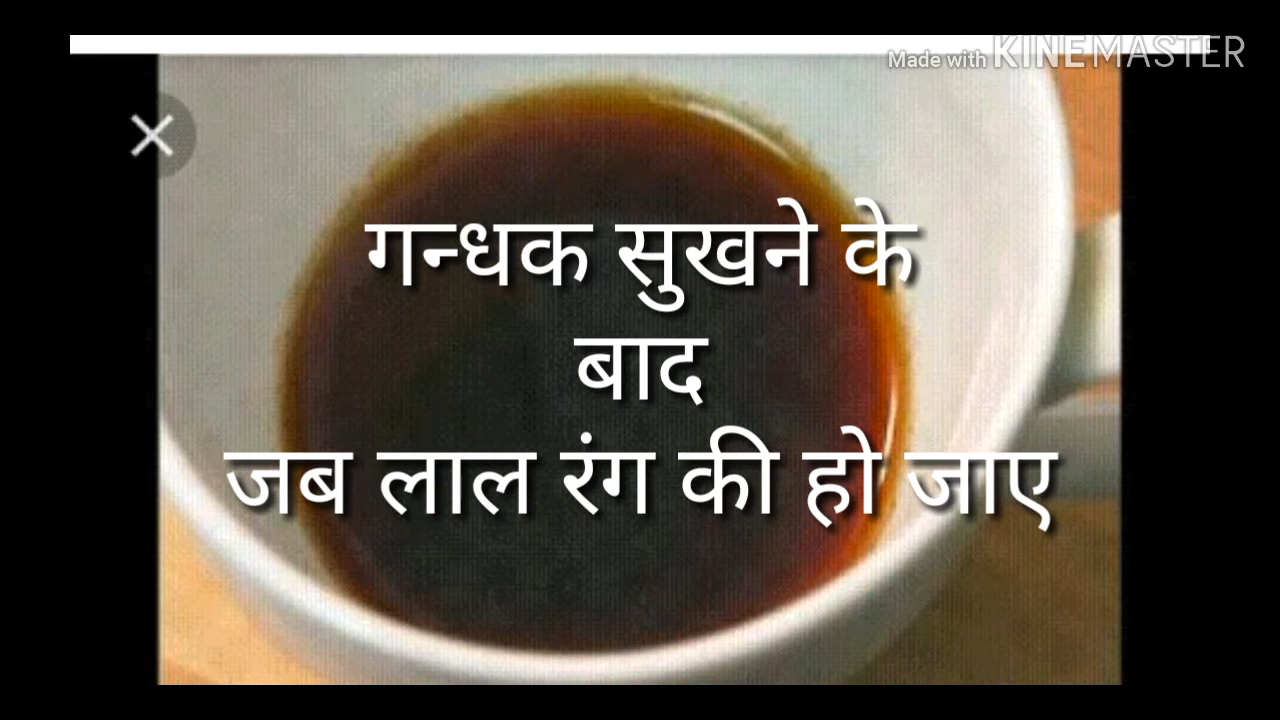 Made with KINEMASTER
गन्धक सुखने के
बाद
जब लाल रंग की हो जाए